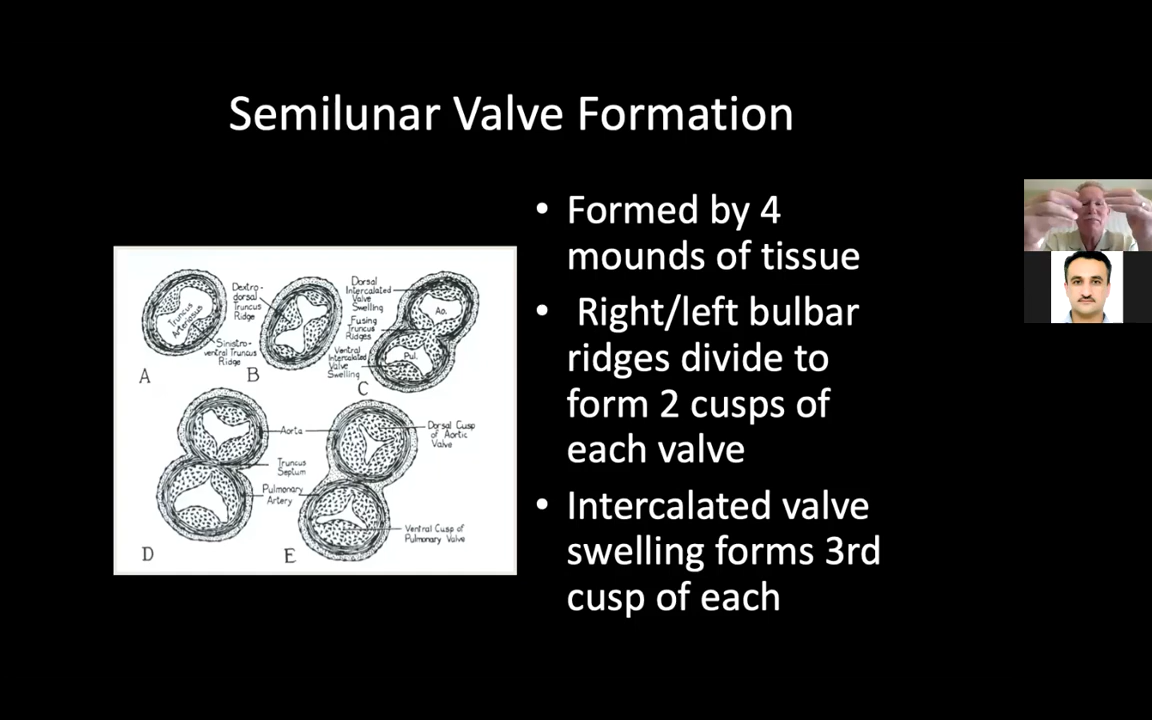 Semilunar Valve Formation
• Formed by 4
mounds of tissue
• Right/left bulbar
ridges divide to
form 2 cusps of
each valve
• Intercalated valve
swelling forms 3rd
cusp of each
Truncus
Arteriosus
Dextro-
dorsal
Truncus
Ridge
Sinistro-
ventral Truncus
Ridge
A
B
Dorsal
Intercalated
Valve
Swelling
Fusing
Truncus
Ridges
Ventral
Intercalated
Valve
Swelling
Ao.
Pul.
C
Aorta
Truncus
Septum
Pulmonary
Artery
D
Dorsal Cusp
of Aortic
Valve
Ventral Cusp of
Pulmonary Valve
E